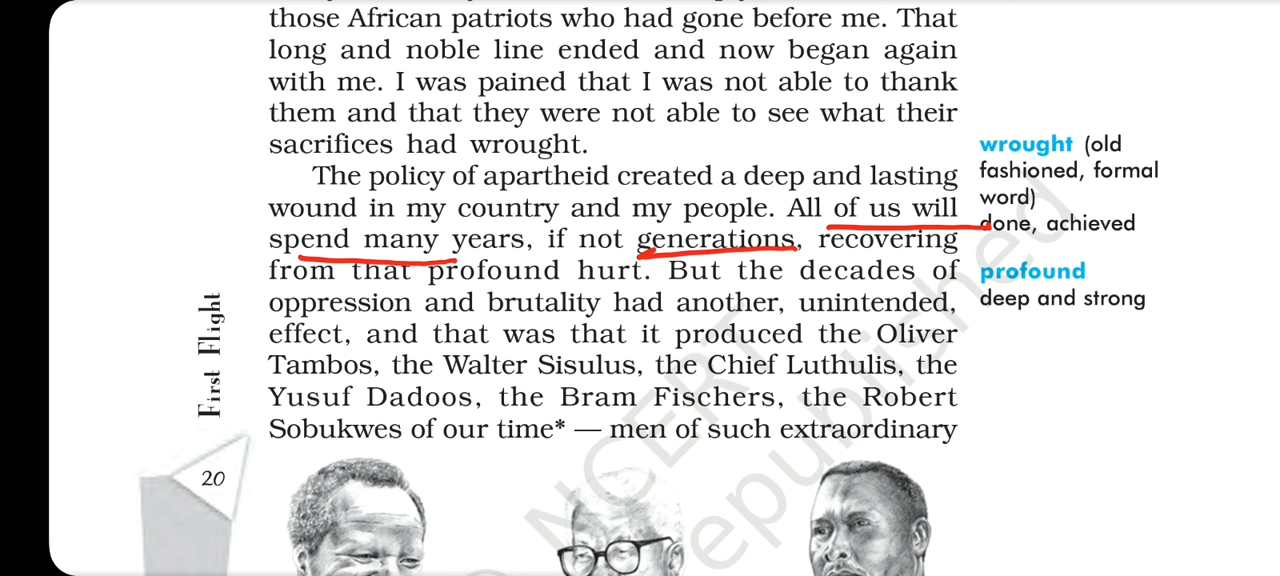 those African patriots who had gone before me. That
long and noble line ended and now began again
with me. I was pained that I was not able to thank
them and that they were not able to see what their
sacrifices had wrought.
The policy of apartheid created a deep and lasting
wound in my country and my people. All of us will
spend many years, if not generations, recovering
from that profound hurt. But the decades of
oppression and brutality had another, unintended,
effect, and that was that it produced the Oliver
Tambos, the Walter Sisulus, the Chief Luthulis, the
Yusuf Dadoos, the Bram Fischers, the Robert
Sobukwes of our time* — men of such extraordinary
wrought (old
fashioned, formal
word)
done, achieved
profound
deep and strong
First Flight
20
NCERT
republished